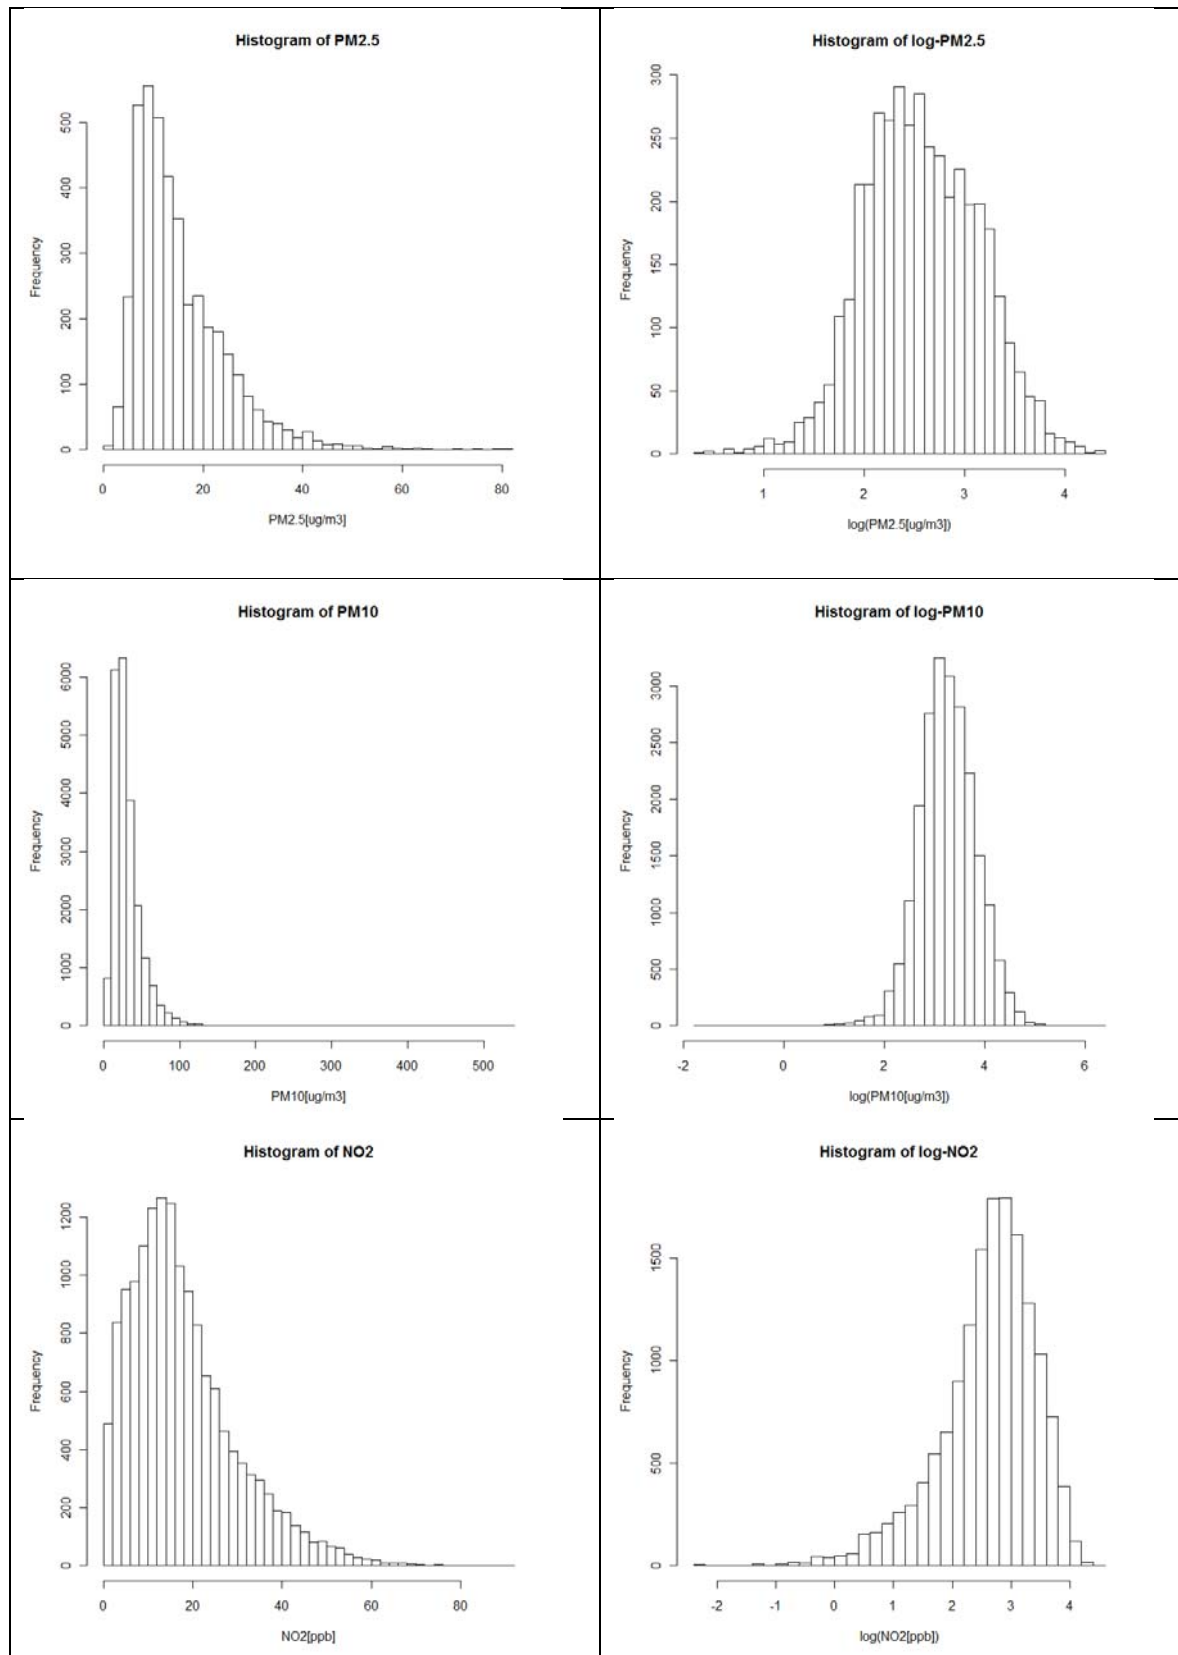 Histogram of PM2.5
Frequency
0
100
200
300
400
500
0 20 40 60 80
PM2.5[ug/m3]
Histogram of log-PM2.5
Frequency
0
50
100
150
200
250
300
1 2 3 4
log(PM2.5[ug/m3])
Histogram of PM10
Frequency
0
1000
2000
3000
4000
5000
6000
0 100 200 300 400 500
PM10[ug/m3]
Histogram of log-PM10
Frequency
0
500
1000
1500
2000
2500
3000
-2 0 2 4 6
log(PM10[ug/m3])
Histogram of NO2
Frequency
0
200
400
600
800
1000
1200
0 20 40 60 80
NO2[ppb]
Histogram of log-NO2
Frequency
0
500
1000
1500
-2 -1 0 1 2 3 4
log(NO2[ppb])